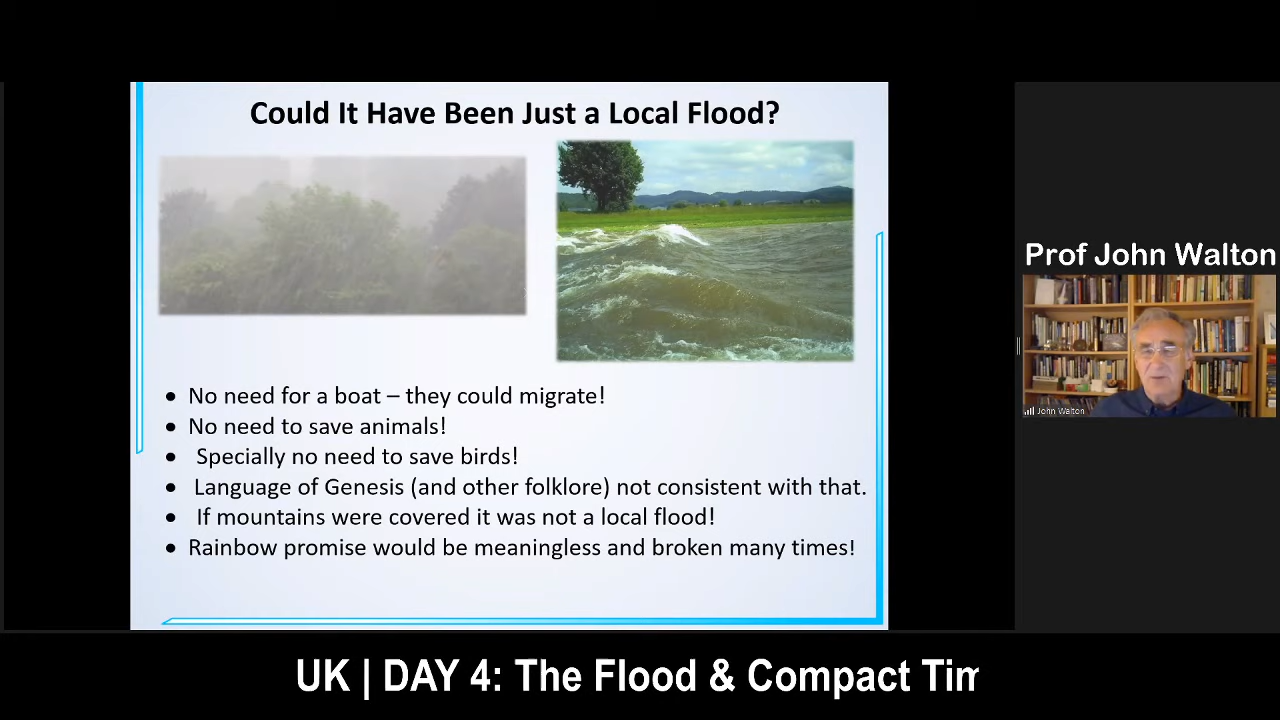 Could It Have Been Just a Local Flood?
Prof John Walton
John Walton
• No need for a boat – they could migrate!
• No need to save animals!
• Specially no need to save birds!
• Language of Genesis (and other folklore) not consistent with that.
• If mountains were covered it was not a local flood!
• Rainbow promise would be meaningless and broken many times!
UK | DAY 4: The Flood & Compact Tim